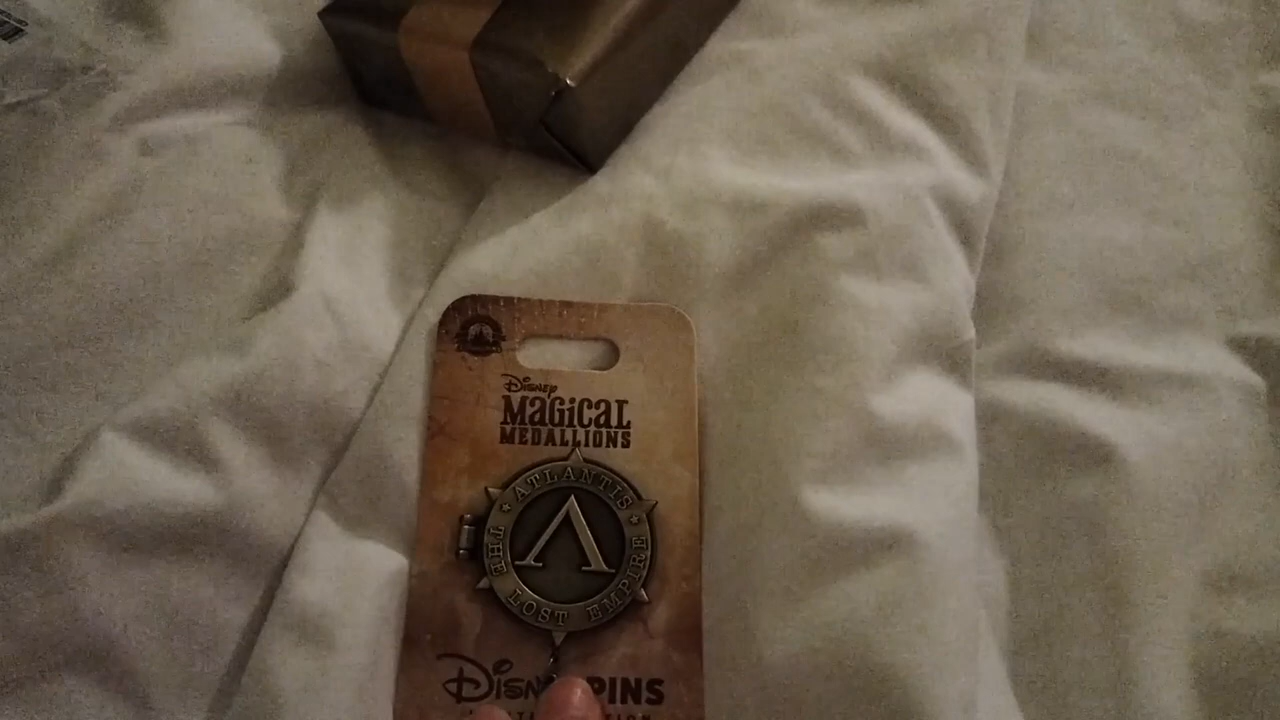 Disney
MAGICAL
MEDALLIONS
ATLANTIS
THE LOST EMPIRE
PINS